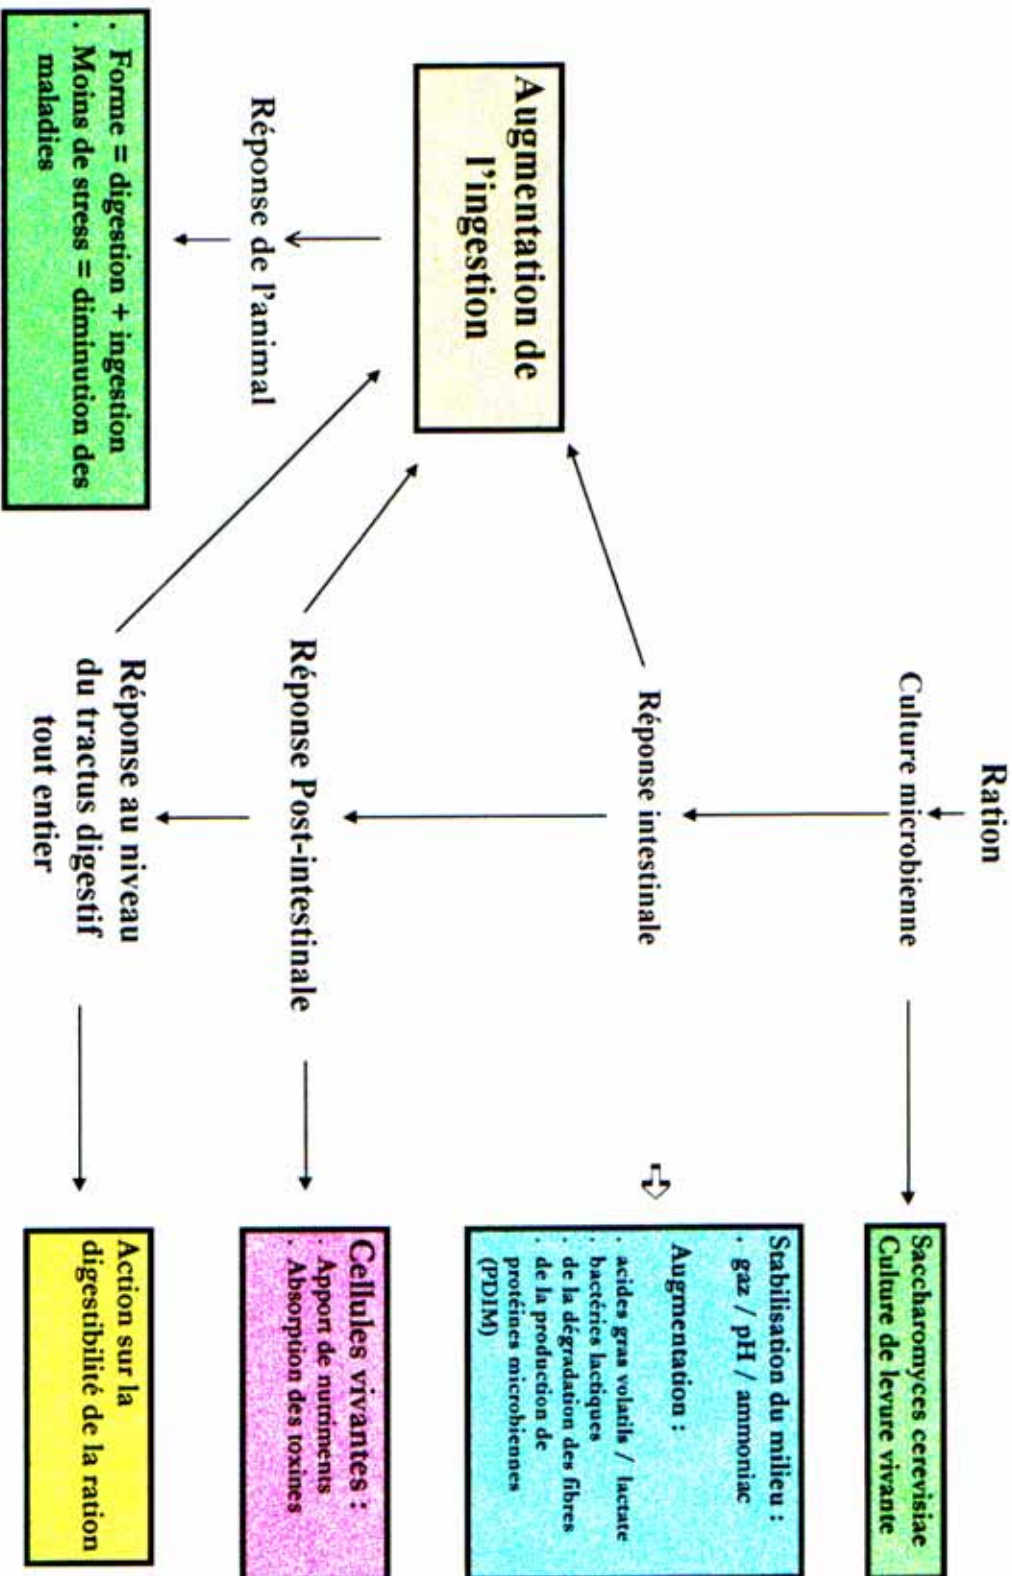 Ration
Culture microbienne
Saccharomyces cerevisiae
Culture de levure vivante
Réponse intestinale
Stabilisation du milieu :
. gaz / pH / ammoniac
Augmentation :
. acides gras volatils / lactate
. bactéries lactiques
. de la dégradation des fibres
. de la production de
protéines microbiennes
(PDIM)
Augmentation de
l'ingestion
Réponse Post-intestinale
Cellules vivantes :
. Apport de nutriments
. Absorption des toxines
Réponse de l'animal
Réponse au niveau
du tractus digestif
tout entier
Action sur la
digestibilité de la ration
. Forme = digestion + ingestion
. Moins de stress = diminution des
maladies